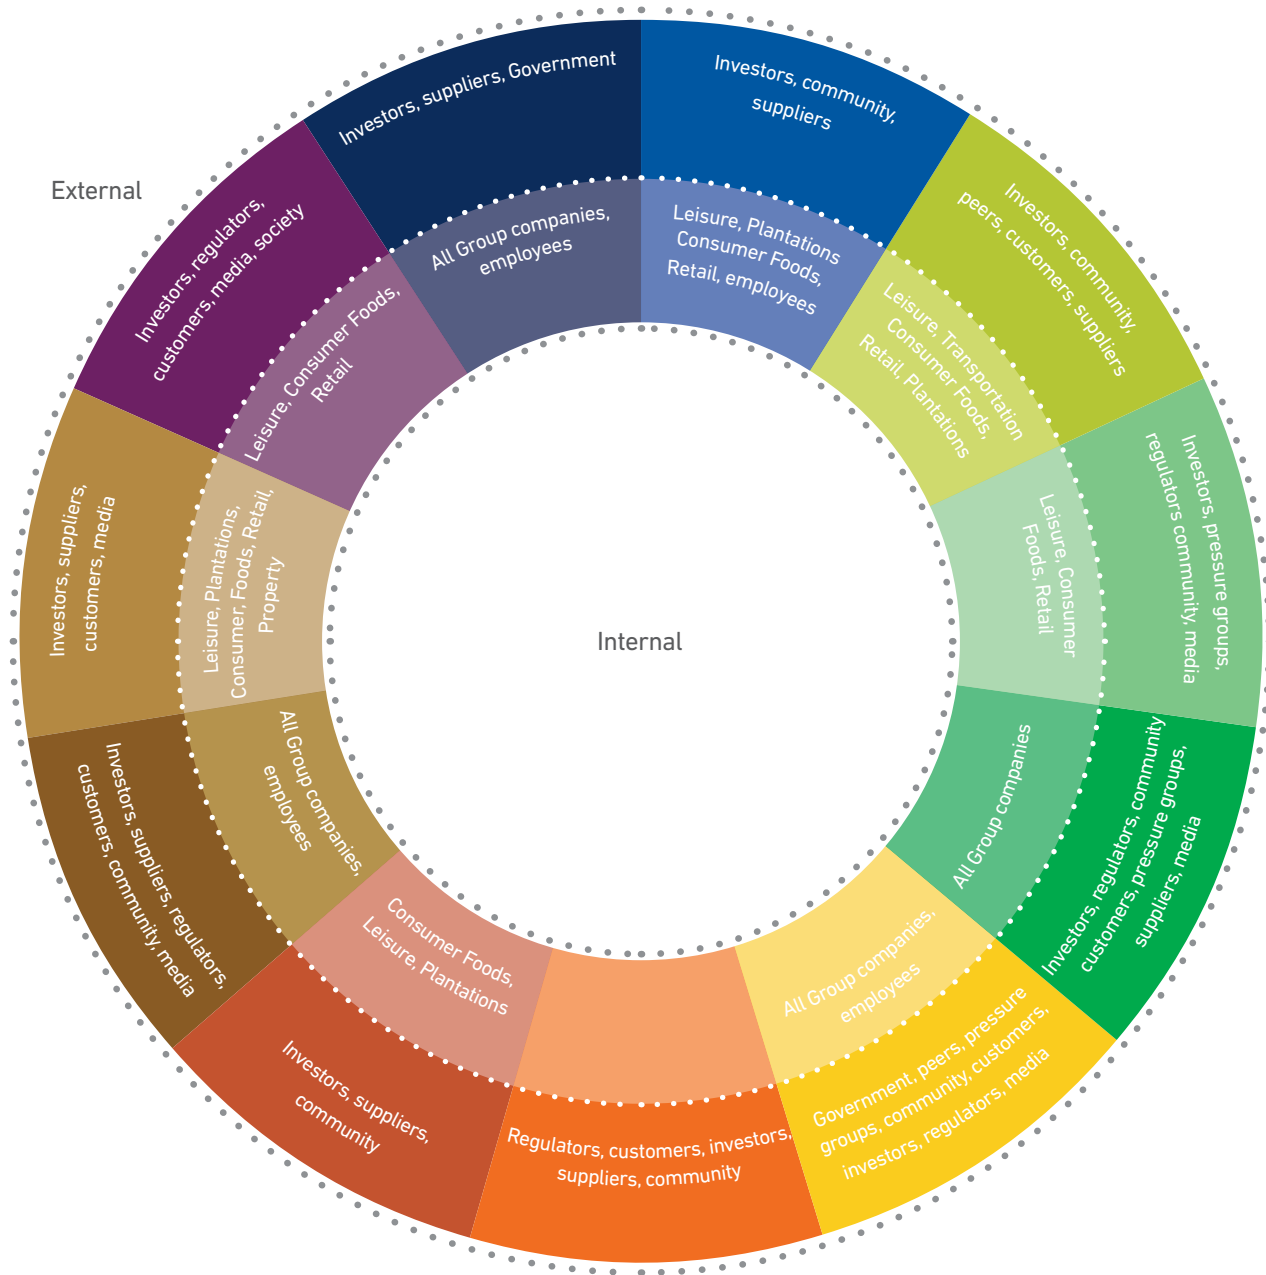 External
Internal
Investors, community,
suppliers
Leisure, Plantations
Consumer Foods,
Retail, employees
Investors, community,
peers, customers, suppliers
Leisure, Transportation
Consumer Foods,
Retail, Plantations
Investors, pressure groups,
regulators community, media
Leisure, Consumer
Foods, Retail
Investors, regulators, community
customers, pressure groups,
suppliers, media
All Group companies
Government, peers, pressure
groups, community, customers,
investors, regulators, media
All Group companies,
employees
Regulators, customers, investors,
suppliers, community
Investors, suppliers,
community
Consumer Foods,
Leisure, Plantations
Investors, suppliers, regulators,
customers, community, media
All Group companies,
employees
Investors, suppliers,
customers, media
Leisure, Plantations,
Consumer, Foods, Retail,
Property
Investors, regulators,
customers, media, society
Leisure, Consumer Foods,
Retail
Investors, suppliers, Government
All Group companies,
employees